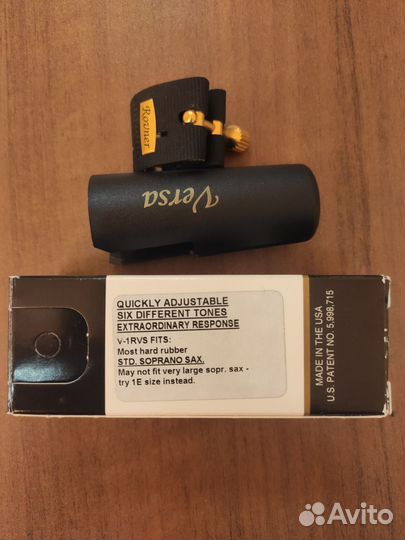 Rovner
Versa
QUICKLY ADJUSTABLE
SIX DIFFERENT TONES
EXTRAORDINARY RESPONSE
v-1RVS FITS:
Most hard rubber
STD. SOPRANO SAX.
May not fit very large sopr. sax -
try 1E size instead.
MADE IN THE USA
U.S. PATENT NO. 5,998,715
Avito